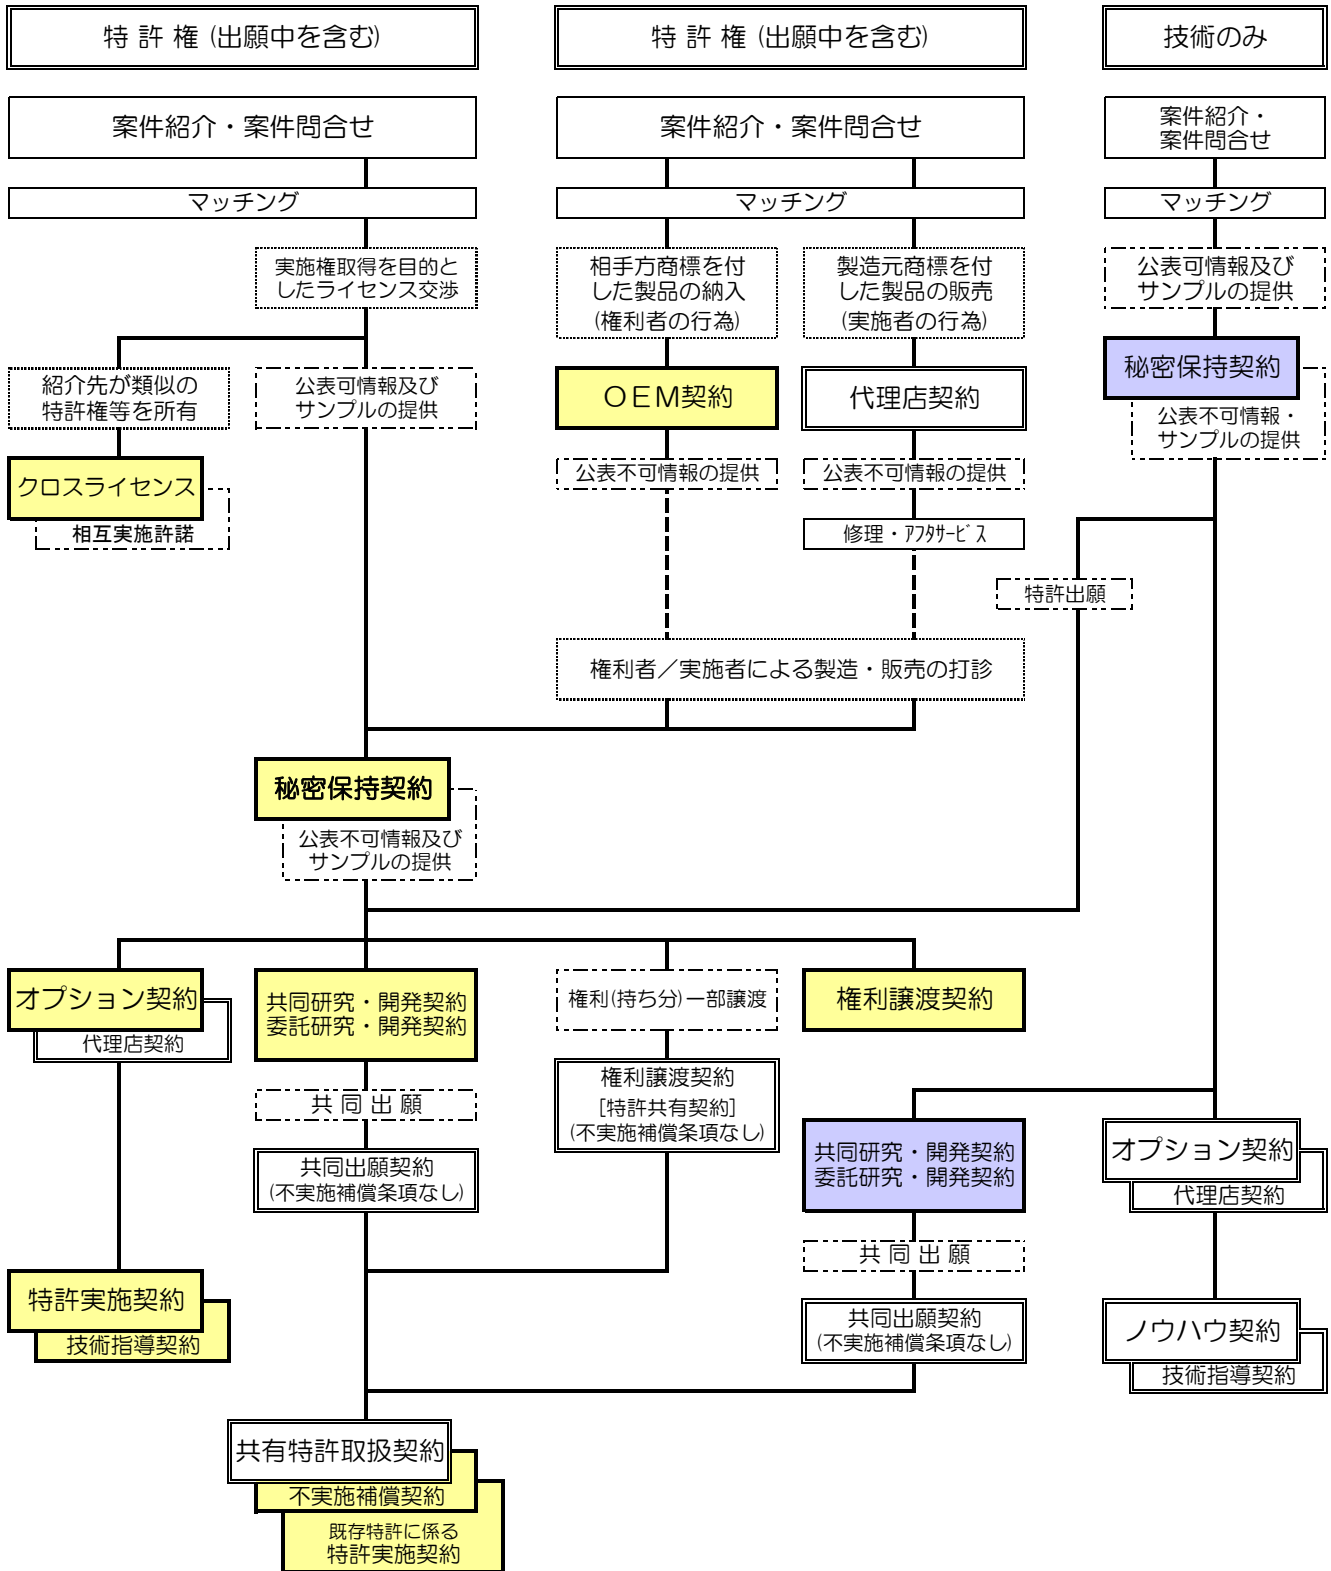 特 許 権 (出願中を含む)
特 許 権 (出願中を含む)
技術のみ
案件紹介・案件問合せ
案件紹介・案件問合せ
案件紹介・
案件問合せ
マッチング
マッチング
マッチング
実施権取得を目的と
したライセンス交渉
相手方商標を付
した製品の納入
(権利者の行為)
製造元商標を付
した製品の販売
(実施者の行為)
公表可情報及び
サンプルの提供
秘密保持契約
公表不可情報・
サンプルの提供
紹介先が類似の
特許権等を所有
公表可情報及び
サンプルの提供
OEM契約
代理店契約
クロスライセンス
相互実施許諾
公表不可情報の提供
公表不可情報の提供
修理・アフタサービス
特許出願
権利者/実施者による製造・販売の打診
秘密保持契約
公表不可情報及び
サンプルの提供
オプション契約
代理店契約
共同研究・開発契約
委託研究・開発契約
権利(持ち分)一部譲渡
権利譲渡契約
共 同 出 願
権利譲渡契約
[特許共有契約]
(不実施補償条項なし)
共同出願契約
(不実施補償条項なし)
共同研究・開発契約
委託研究・開発契約
オプション契約
代理店契約
共 同 出 願
特許実施契約
技術指導契約
共同出願契約
(不実施補償条項なし)
ノウハウ契約
技術指導契約
共有特許取扱契約
不実施補償契約
既存特許に係る
特許実施契約